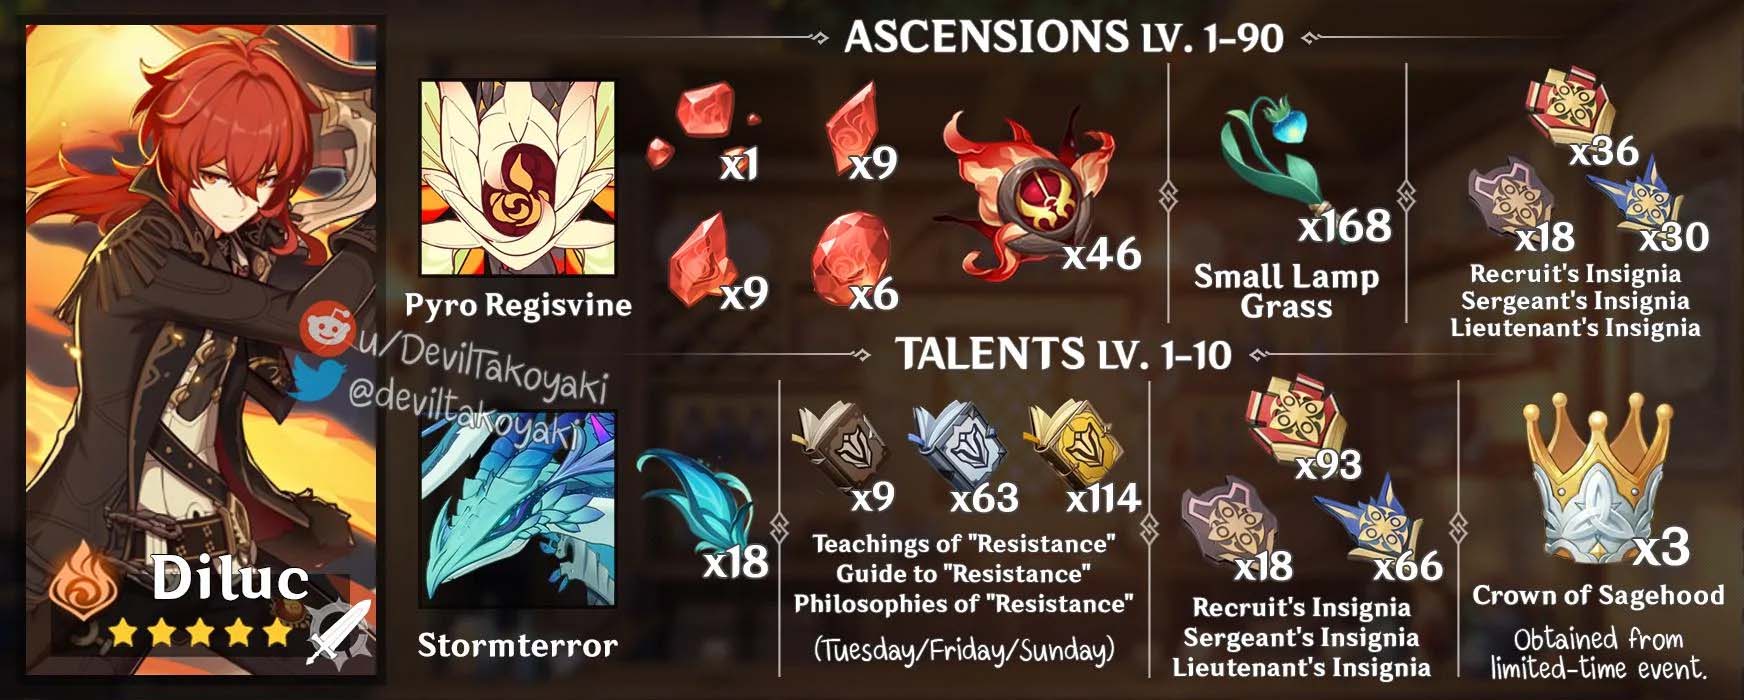 ASCENSIONS LV. 1-90
x1
x9
x9
x6
x46
Pyro Regisvine
x168
Small Lamp
Grass
x36
x18
x30
Recruit's Insignia
Sergeant's Insignia
Lieutenant's Insignia
u/DevilTakoyaki
@deviltakoyaki
TALENTS LV. 1-10
x18
Stormterror
x9
x63
x114
Teachings of "Resistance"
Guide to "Resistance"
Philosophies of "Resistance"
(Tuesday/Friday/Sunday)
x93
x18
x66
Recruit's Insignia
Sergeant's Insignia
Lieutenant's Insignia
x3
Crown of Sagehood
Obtained from
limited-time event.
Diluc